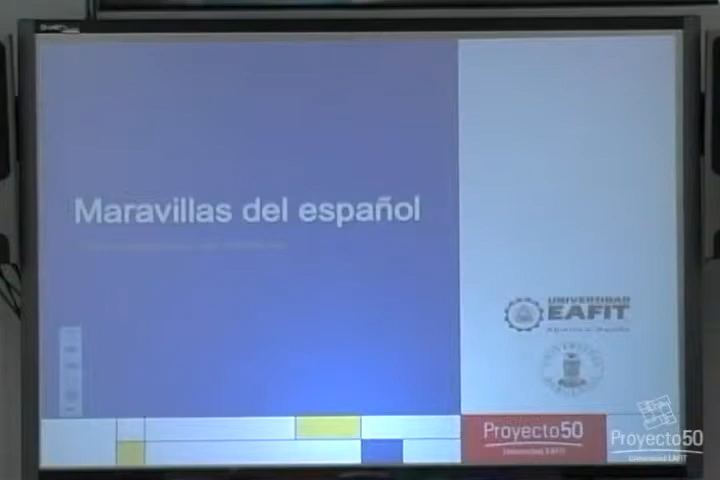 Maravillas del español
UNIVERSIDAD
EAFIT
Proyecto50
Universidad EAFIT
Proyecto50
Universidad EAFIT